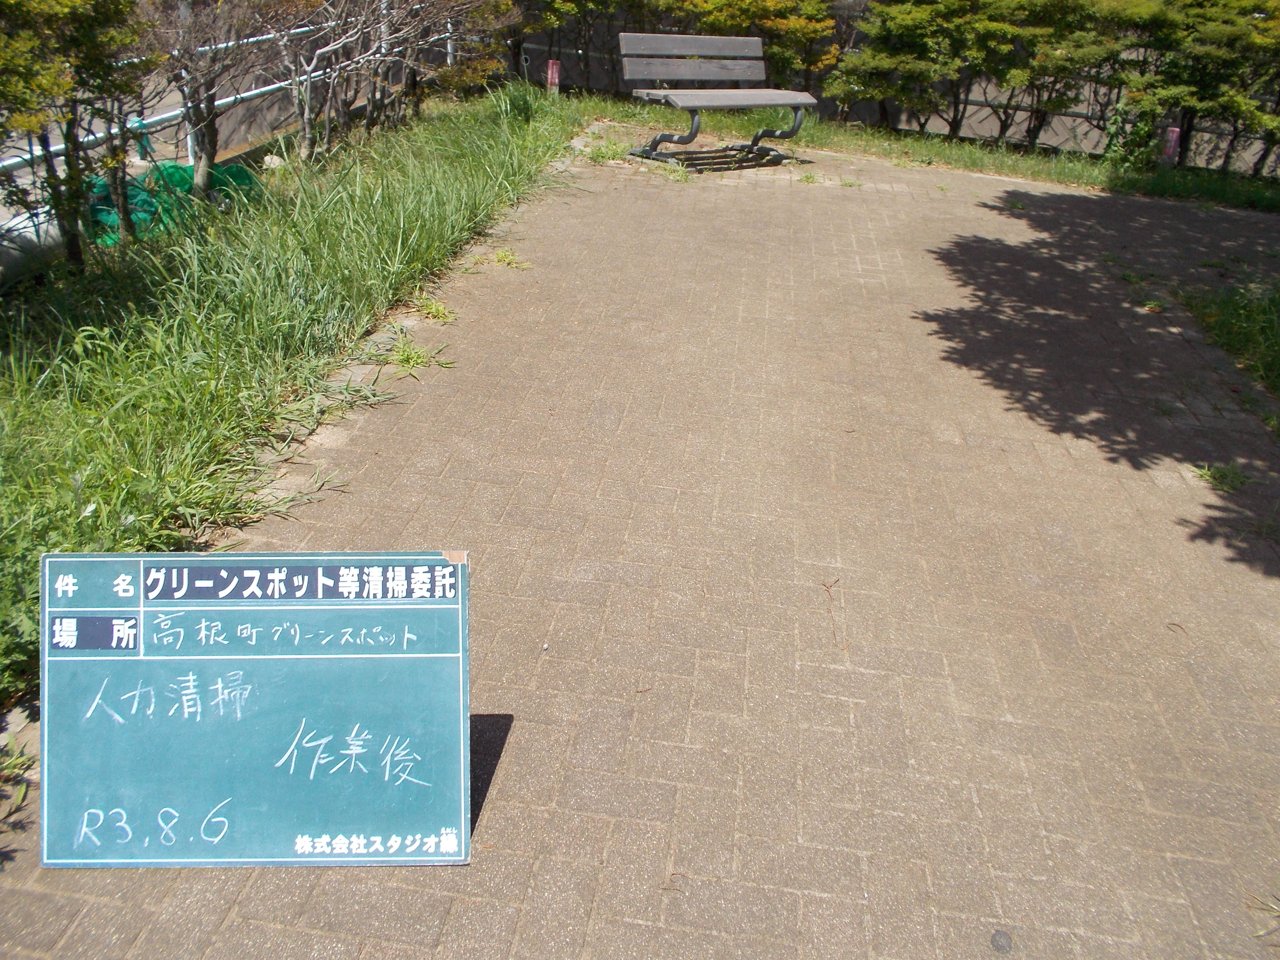 件名 グリーンスポット等清掃委託
場所 高根町グリーンスポット
人力清掃
作業後
R3.8.6
株式会社スタジオ緑